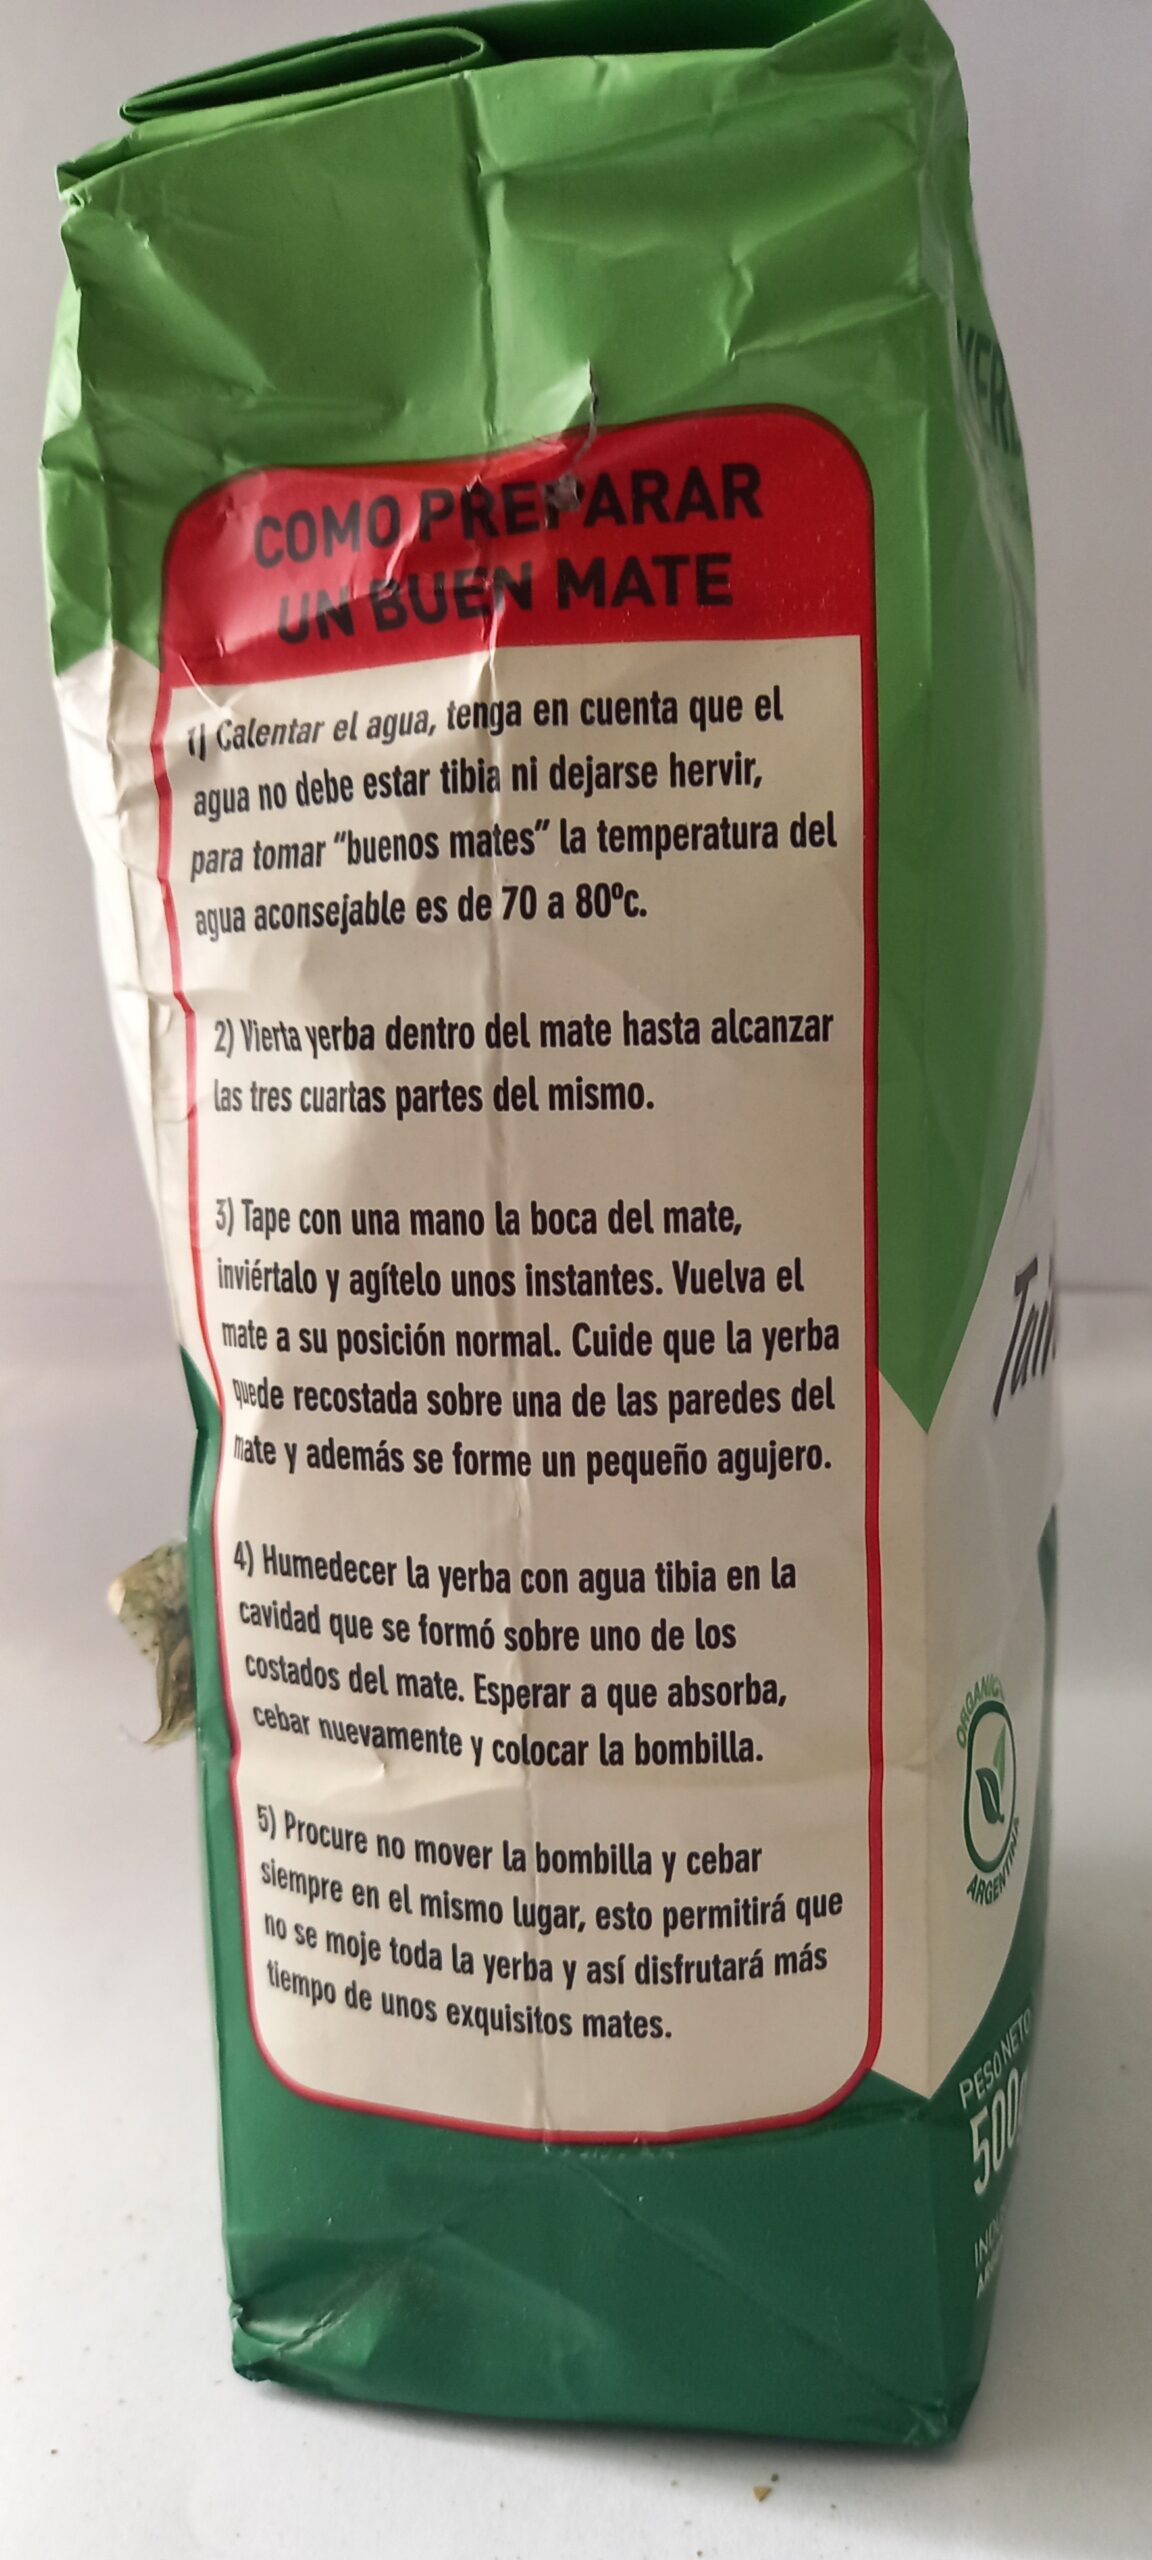 COMO PREPARAR
UN BUEN MATE
1) Calentar el agua, tenga en cuenta que el
agua no debe estar tibia ni dejarse hervir,
para tomar “buenos mates” la temperatura del
agua aconsejable es de 70 a 80ºc.
2) Vierta yerba dentro del mate hasta alcanzar
las tres cuartas partes del mismo.
3) Tape con una mano la boca del mate,
inviértalo y agítelo unos instantes. Vuelva el
mate a su posición normal. Cuide que la yerba
quede recostada sobre una de las paredes del
mate y además se forme un pequeño agujero.
4) Humedecer la yerba con agua tibia en la
cavidad que se formó sobre uno de los
costados del mate. Esperar a que absorba,
cebar nuevamente y colocar la bombilla.
5) Procure no mover la bombilla y cebar
siempre en el mismo lugar, esto permitirá que
no se moje toda la yerba y así disfrutará más
tiempo de unos exquisitos mates.
ARGENTINA
PESO NETO
500